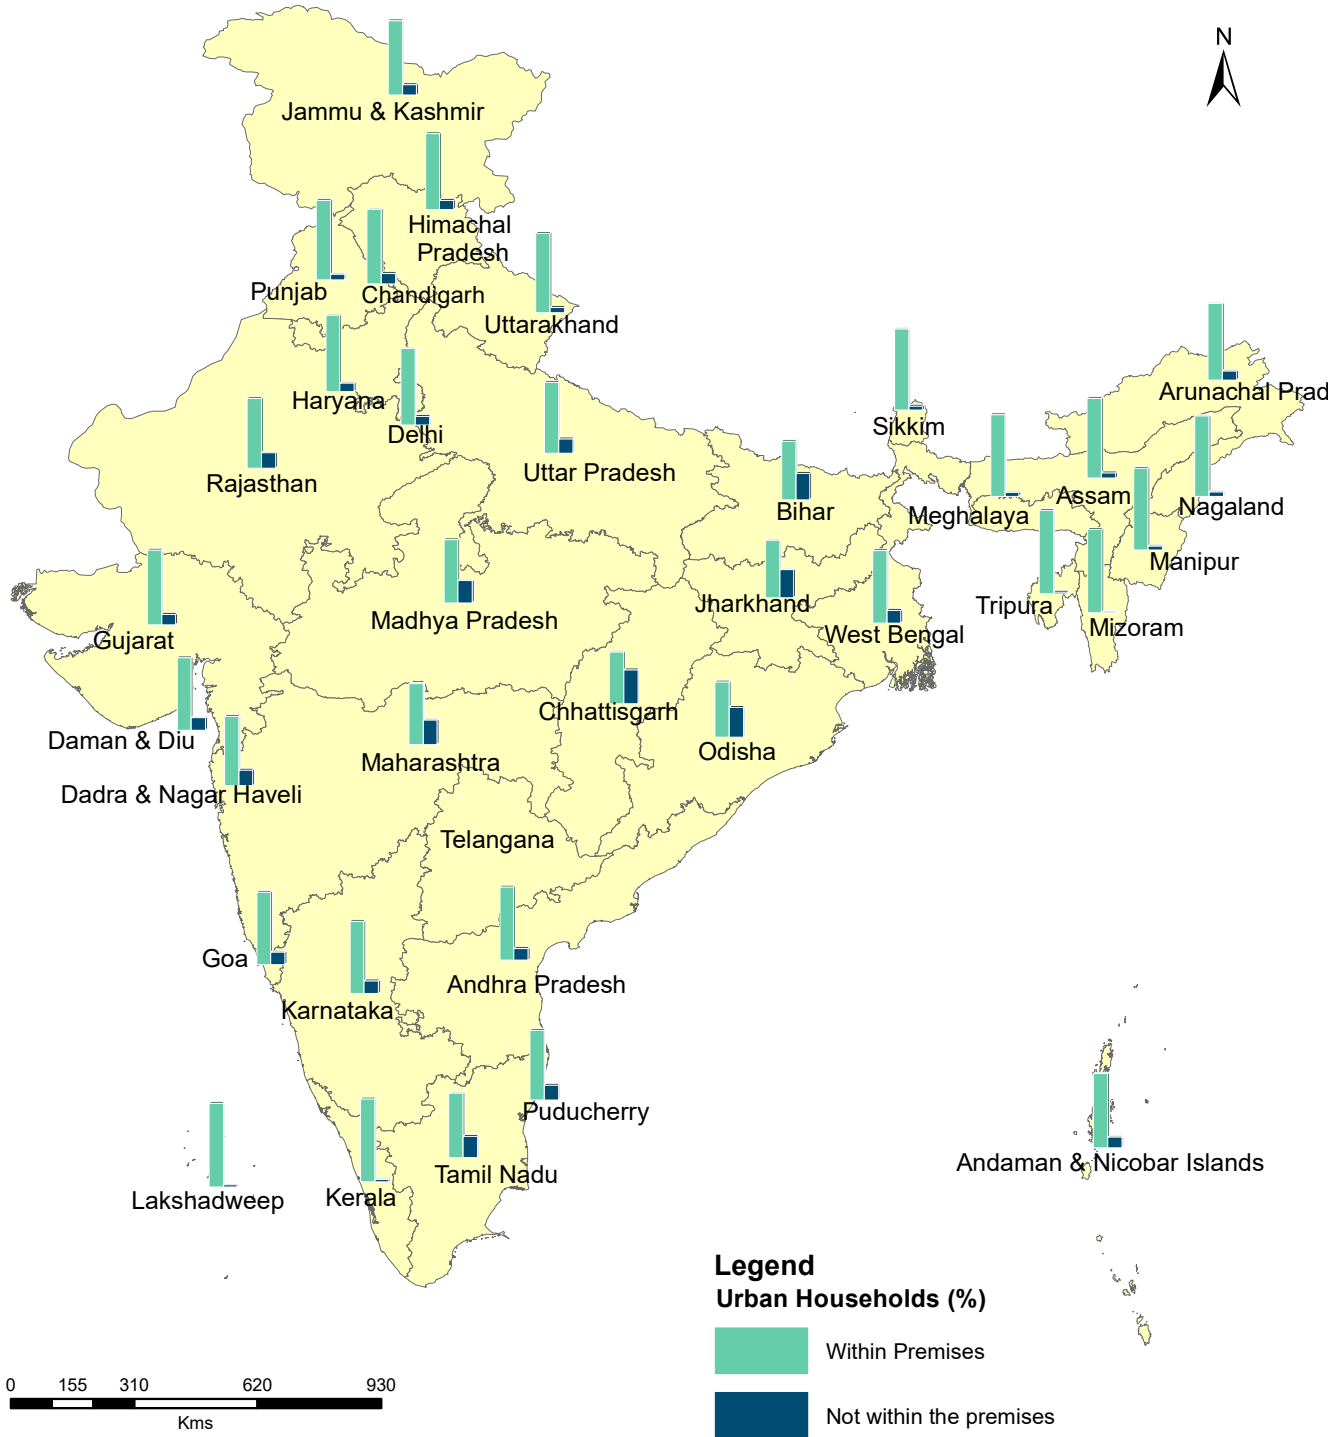 N
Jammu & Kashmir
Himachal
Pradesh
Punjab
Chandigarh
Uttarakhand
Haryana
Delhi
Arunachal Prad
Sikkim
Rajasthan
Uttar Pradesh
Bihar
Meghalaya
Assam
Nagaland
Manipur
Gujarat
Madhya Pradesh
Jharkhand
West Bengal
Tripura
Mizoram
Daman & Diu
Chhattisgarh
Odisha
Maharashtra
Dadra & Nagar Haveli
Telangana
Goa
Andhra Pradesh
Karnataka
Puducherry
Andaman & Nicobar Islands
Tamil Nadu
Kerala
Lakshadweep
Legend
Urban Households (%)
Within Premises
Not within the premises
0 155 310 620 930
Kms